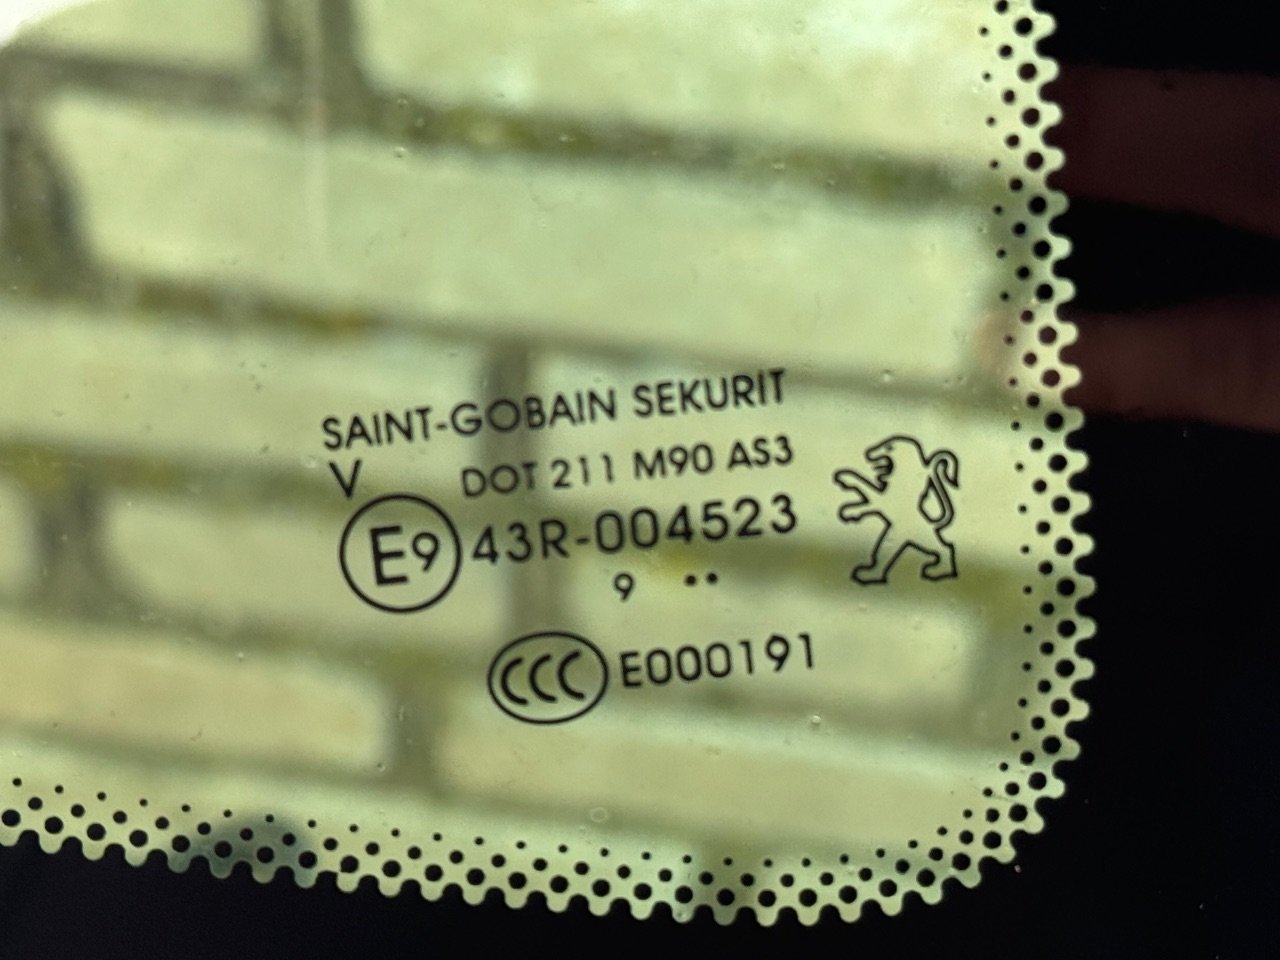 SAINT-GOBAIN SEKURIT
V DOT 211 M90 AS3
E9 43R-004523
9 ••
CCC E000191